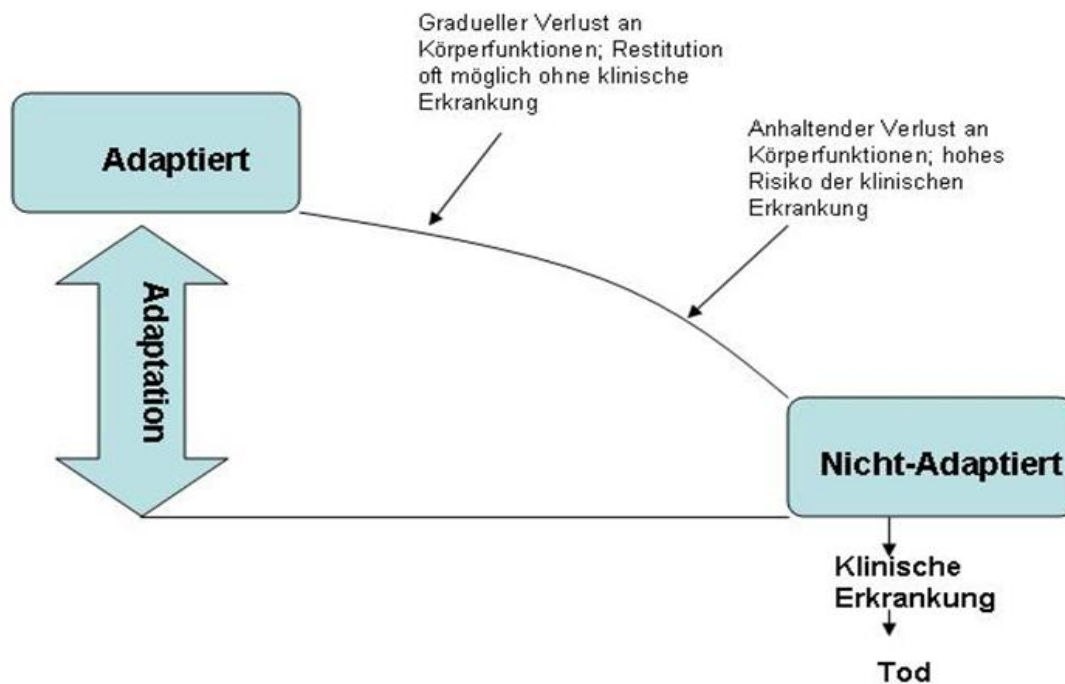 Gradueller Verlust an
Körperfunktionen; Restitution
oft möglich ohne klinische
Erkrankung
Adaptiert
Anhaltender Verlust an
Körperfunktionen; hohes
Risiko der klinischen
Erkrankung
Adaptation
Nicht-Adaptiert
Klinische
Erkrankung
Tod